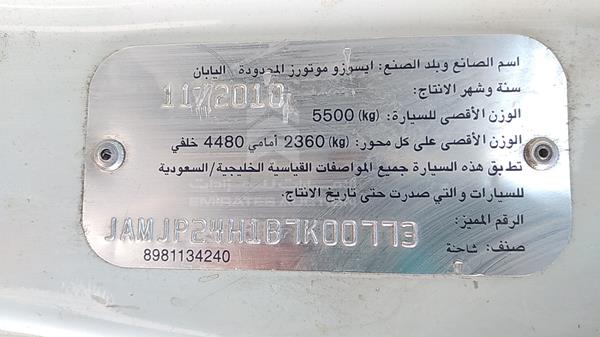 اسم الصانع وبلد الصنع: ايسوزو موتورز المحدودة اليابان
سنة وشهر الانتاج: 11/2010
الوزن الأقصى للسيارة: (kg) 5500
الوزن الأقصى على كل محور: (kg) 2360 أمامي 4480 خلفي
تطبق هذه السيارة جميع المواصفات القياسية الخليجية/السعودية
للسيارات والتي صدرت حتى تاريخ الانتاج.
الرقم المميز: JAMJP24H1B7K00773
صنف: شاحنة
8981134240